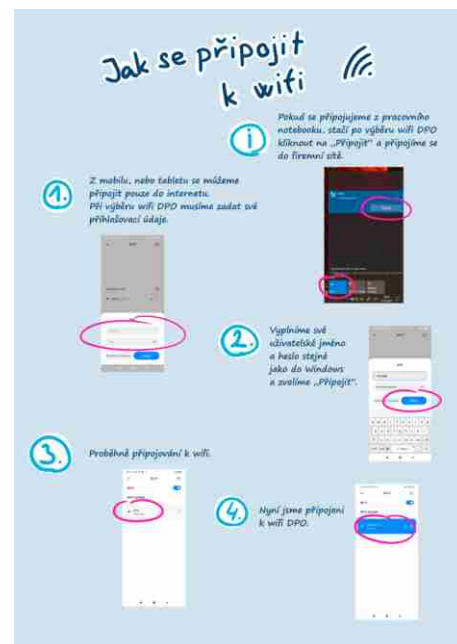 Jak se připojit
k wifi
i
Pokud se připojujeme z pracovního
notebooku, stačí po výběru wifi DPO
kliknout na „Připojit" a připojíme se
do firemní sítě.
1.
Z mobilu, nebo tabletu se můžeme
připojit pouze do internetu.
Při výběru wifi DPO musíme zadat své
přihlašovací údaje.
2.
Vyplníme své
uživatelské jméno
a heslo stejné
jako do Windows
a zvolíme „Připojit".
3.
Proběhně připojování k wifi.
4.
Nyní jsme připojeni
k wifi DPO.